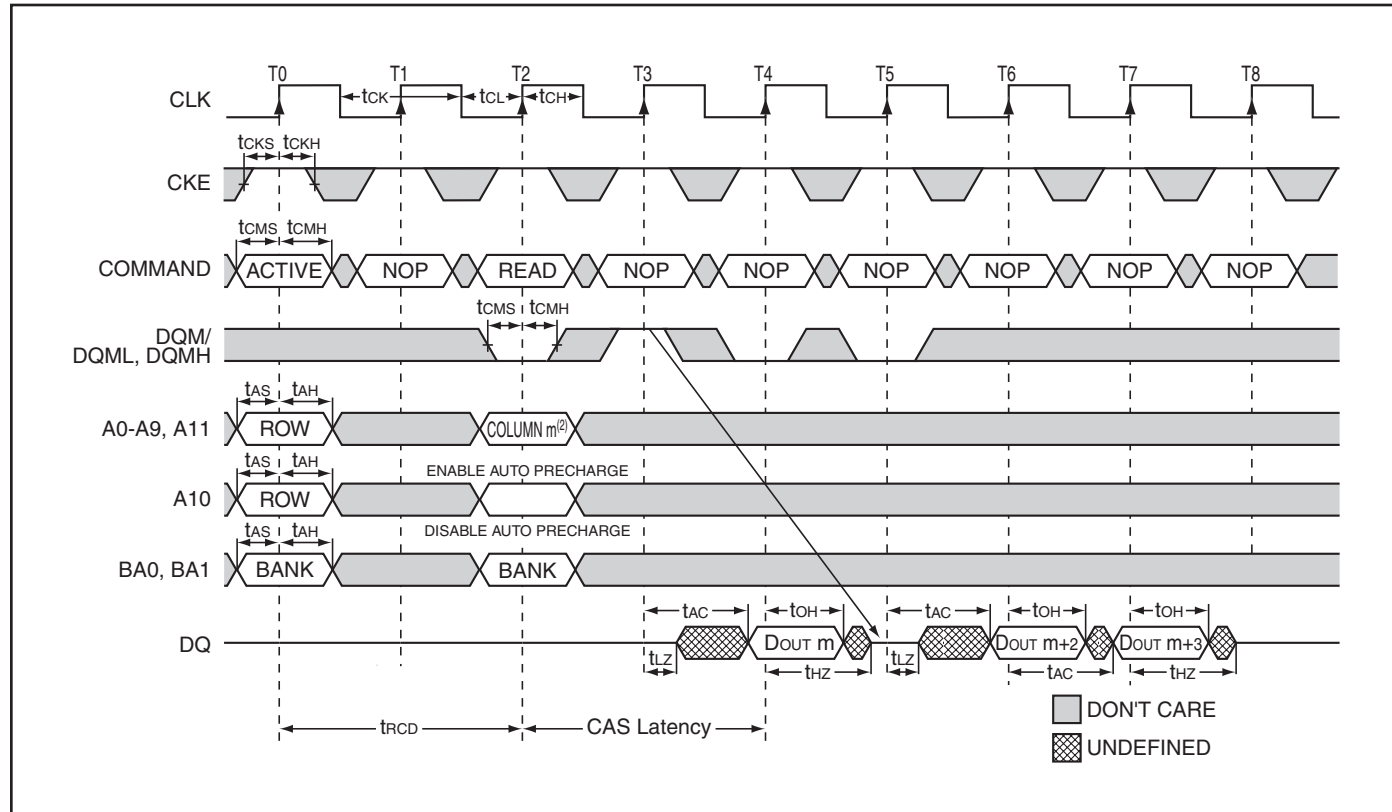 T0 T1 T2 T3 T4 T5 T6 T7 T8
CLK tCK tCL tCH
tCKS tCKH
CKE
tCMS tCMH
COMMAND ACTIVE NOP READ NOP NOP NOP NOP NOP NOP
tCMS tCMH
DQM/
DQML, DQMH
tAS tAH
A0-A9, A11 ROW COLUMN m(2)
tAS tAH ENABLE AUTO PRECHARGE
A10 ROW
tAS tAH DISABLE AUTO PRECHARGE
BA0, BA1 BANK BANK
tAC tOH tAC tOH tOH
DQ DOUT m DOUT m+2 DOUT m+3
tLZ tHZ tLZ tAC tHZ
DON'T CARE
tRCD CAS Latency
UNDEFINED